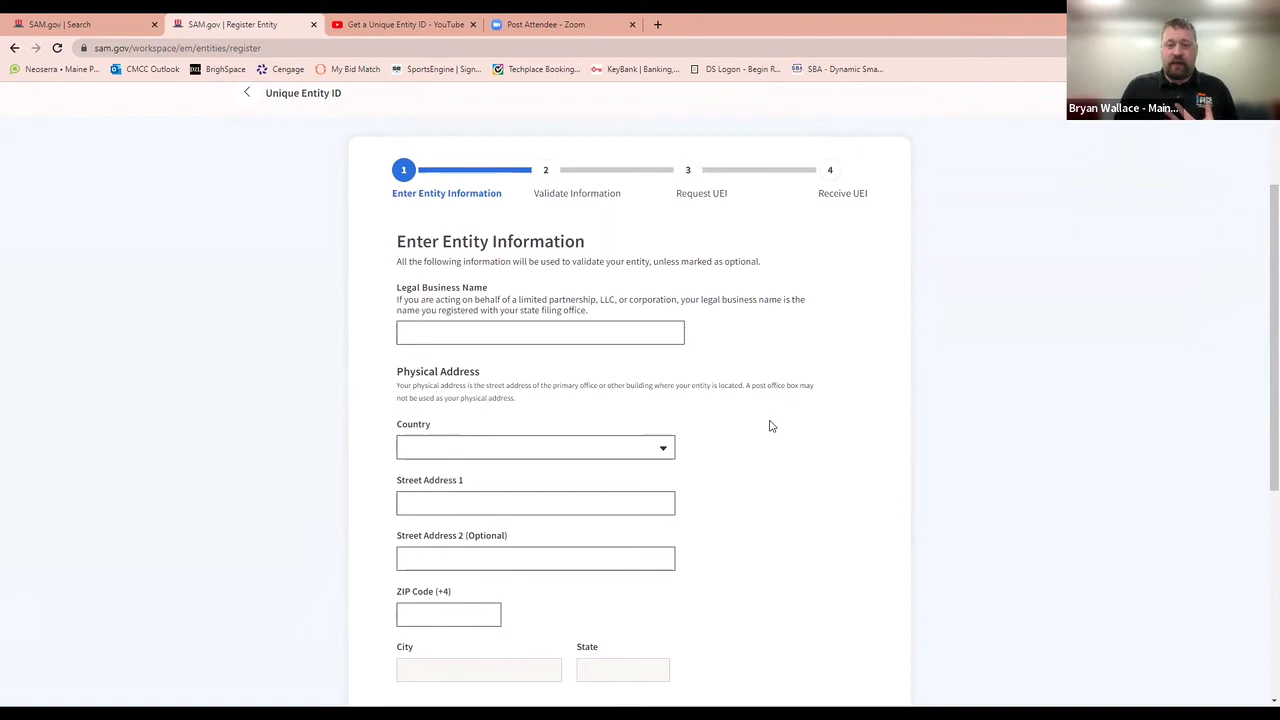 SAM.gov | Search
SAM.gov | Register Entity
Get a Unique Entity ID - YouTube
Post Attendee - Zoom
sam.gov/workspace/em/entities/register
Neoserra • Maine P...
CMCC Outlook
D2L
BrighSpace
Cengage
My Bid Match
SportsEngine | Sign...
Techplace Booking,...
KeyBank | Banking,...
DS Logon - Begin R...
SBA
SBA - Dynamic Sma...
Bryan Wallace - Main...
Unique Entity ID
1
2
3
4
Enter Entity Information
Validate Information
Request UEI
Receive UEI
Enter Entity Information
All the following information will be used to validate your entity, unless marked as optional.
Legal Business Name
If you are acting on behalf of a limited partnership, LLC, or corporation, your legal business name is the
name you registered with your state filing office.
Physical Address
Your physical address is the street address of the primary office or other building where your entity is located. A post office box may
not be used as your physical address.
Country
Street Address 1
Street Address 2 (Optional)
ZIP Code (+4)
City
State